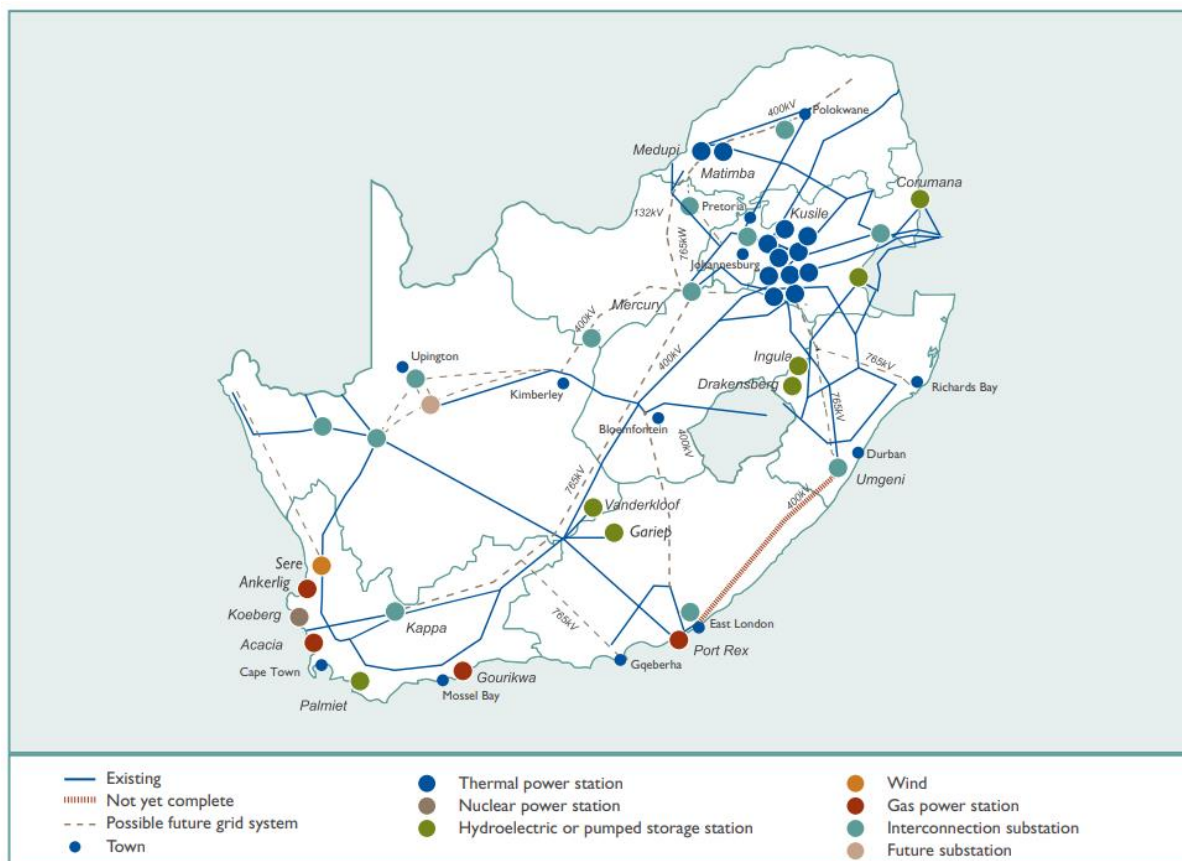 400kV
Polokwane
Medupi
Matimba
Corumana
132kV
Pretoria
Kusile
765kW
Johannesburg
Mercury
400kV
400kV
Upington
Ingula
765kV
Kimberley
Drakensberg
Richards Bay
765kV
Bloemfontein
400kV
Durban
Umgeni
765kV
400kV
Vanderkloof
Gariep
Sere
Ankerlig
Koeberg
Kappa
765kV
East London
Acacia
Port Rex
Cape Town
Gqeberha
Gourikwa
Mossel Bay
Palmiet
Existing
Not yet complete
Possible future grid system
Town
Thermal power station
Nuclear power station
Hydroelectric or pumped storage station
Wind
Gas power station
Interconnection substation
Future substation